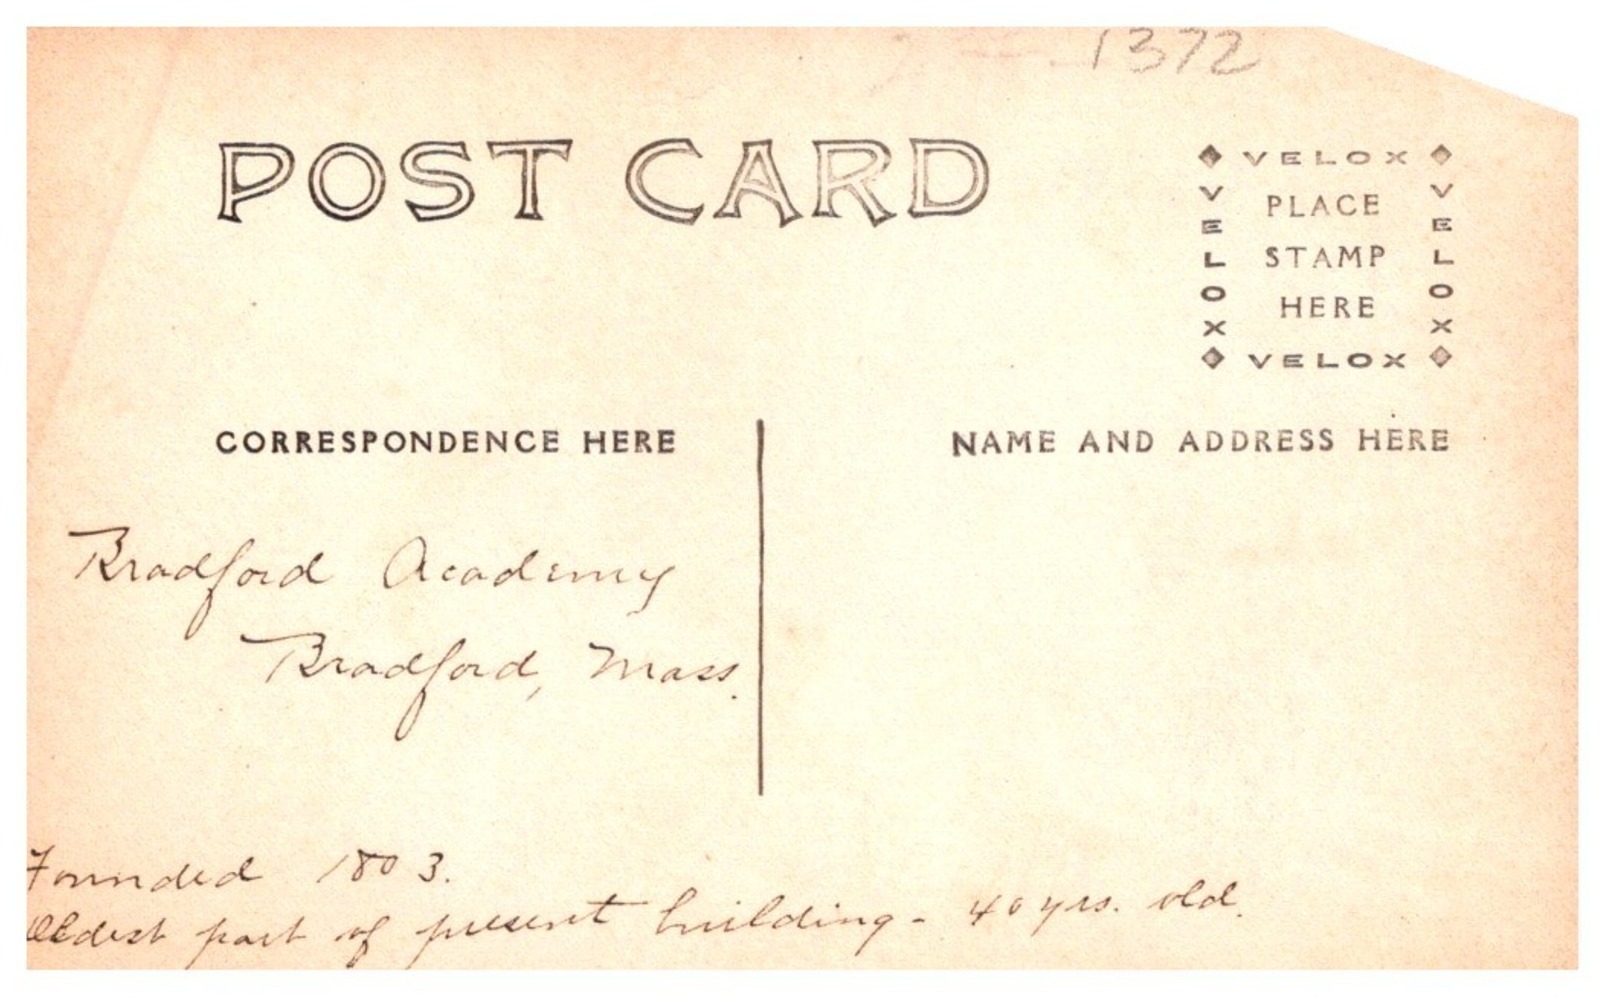 1372
POST CARD
VELOX
VELOX
PLACE
STAMP
HERE
VELOX
VELOX
CORRESPONDENCE HERE
NAME AND ADDRESS HERE
Bradford Academy
Bradford, Mass.
Founded 1803.
Oldest part of present building - 40 yrs. old.